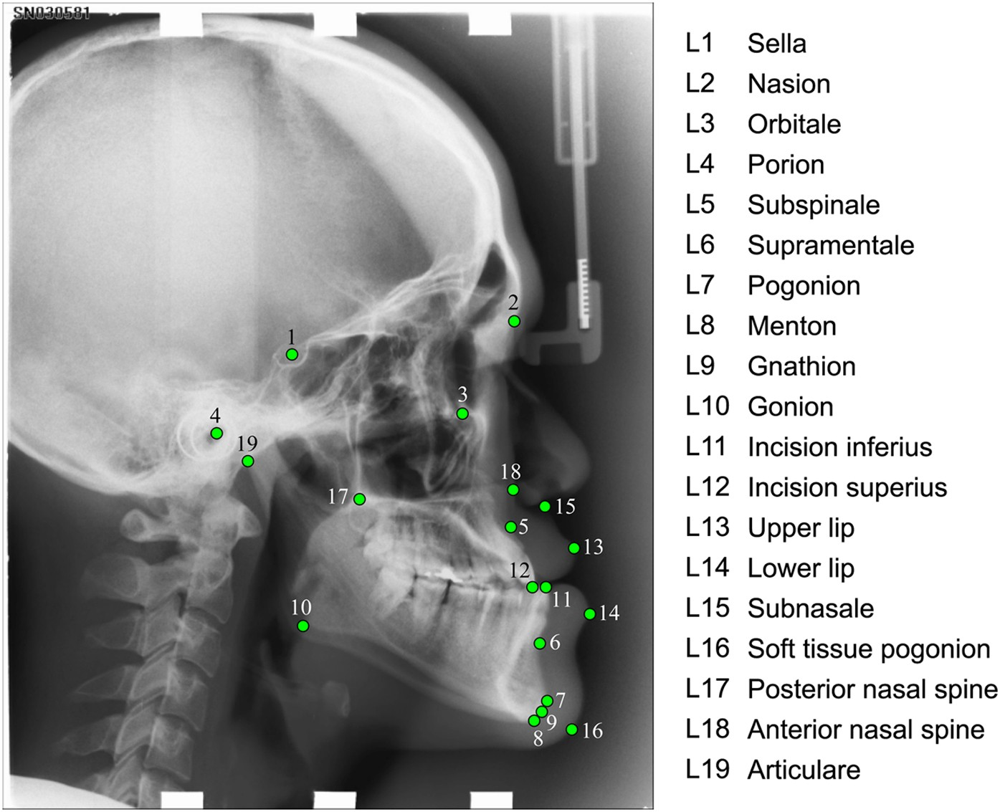 SN030581
1
2
3
4
19
18
17
15
5
13
12
11
10
14
6
7
9
8
16
L1 Sella
L2 Nasion
L3 Orbitale
L4 Porion
L5 Subspinale
L6 Supramentale
L7 Pogonion
L8 Menton
L9 Gnathion
L10 Gonion
L11 Incision inferius
L12 Incision superius
L13 Upper lip
L14 Lower lip
L15 Subnasale
L16 Soft tissue pogonion
L17 Posterior nasal spine
L18 Anterior nasal spine
L19 Articulare